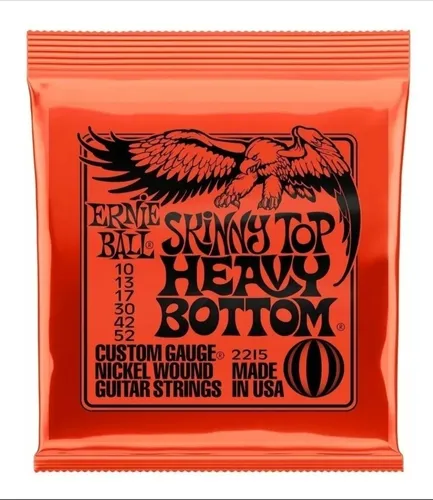 ERNIE
BALL®
SKINNY TOP
HEAVY
BOTTOM®
10
13
17
30
42
52
CUSTOM GAUGE®
NICKEL WOUND
GUITAR STRINGS
2215
MADE
IN USA